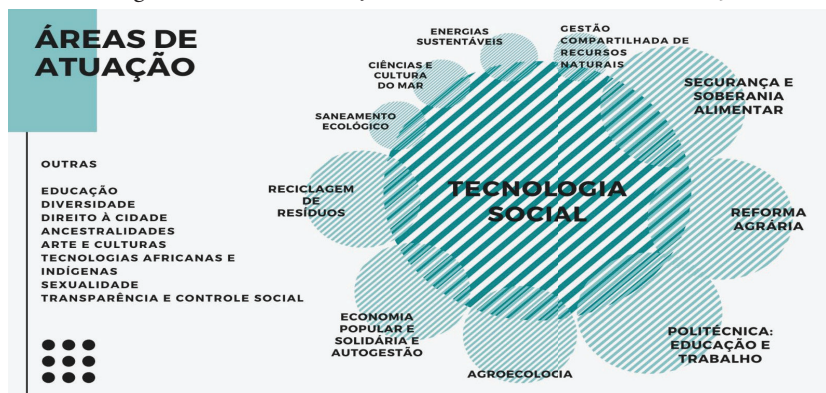 ÁREAS DE
ATUAÇÃO
OUTRAS
EDUCAÇÃO
DIVERSIDADE
DIREITO À CIDADE
ANCESTRALIDADES
ARTE E CULTURAS
TECNOLOGIAS AFRICANAS E
INDÍGENAS
SEXUALIDADE
TRANSPARÊNCIA E CONTROLE SOCIAL
ENERGIAS
SUSTENTÁVEIS
GESTÃO
COMPARTILHADA DE
RECURSOS
NATURAIS
CIÊNCIAS E
CULTURA
DO MAR
SEGURANÇA E
SOBERANIA
ALIMENTAR
SANEAMENTO
ECOLÓGICO
RECICLAGEM
DE
RESÍDUOS
TECNOLOGIA
SOCIAL
REFORMA
AGRÁRIA
ECONOMIA
POPULAR E
SOLIDÁRIA E
AUTOGESTÃO
POLITÉCNICA:
EDUCAÇÃO E
TRABALHO
AGROECOLOCIA